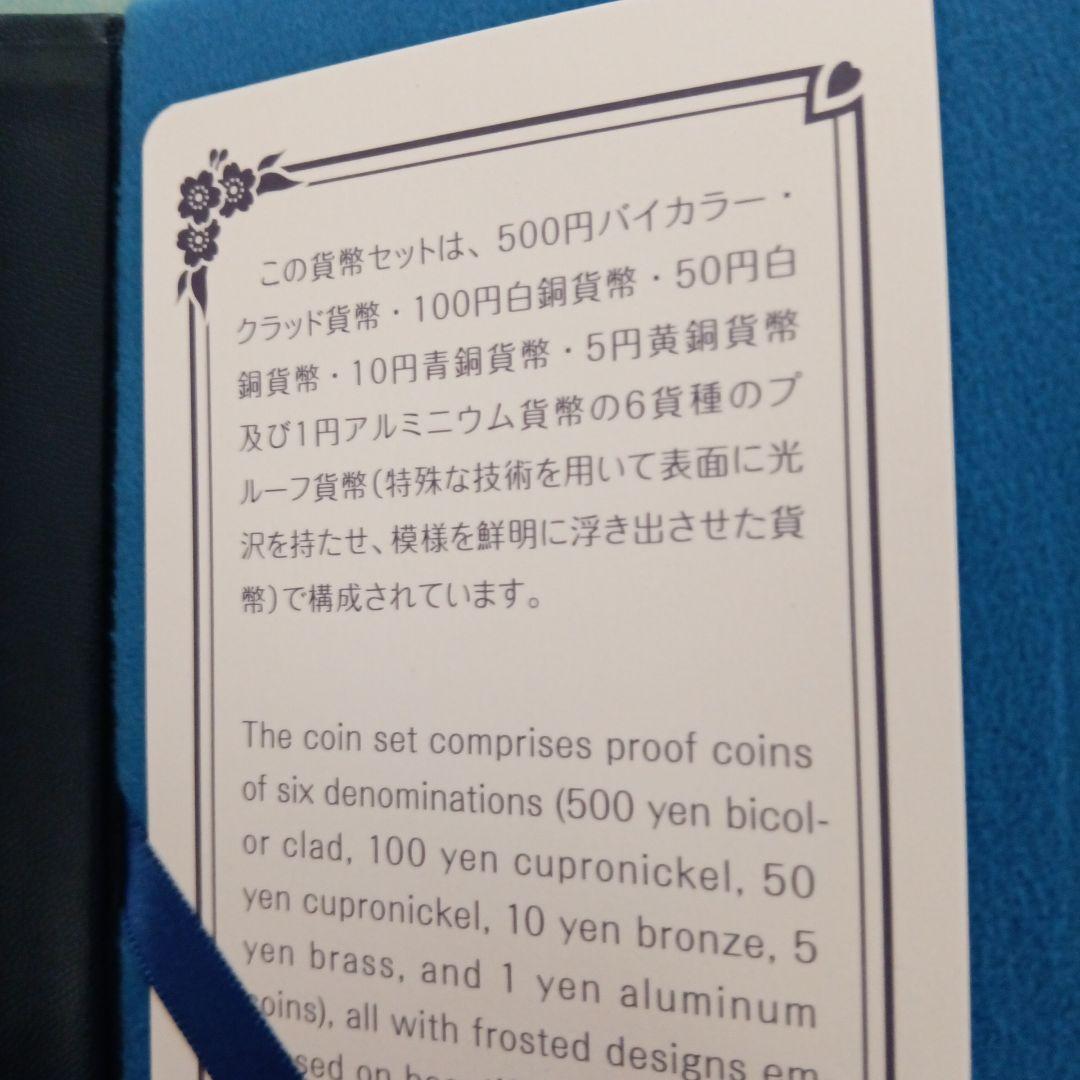 この貨幣セットは、500円バイカラー・
クラッド貨幣・100円白銅貨幣・50円白
銅貨幣・10円青銅貨幣・5円黄銅貨幣
及び1円アルミニウム貨幣の6貨種のプ
ルーフ貨幣(特殊な技術を用いて表面に光
沢を持たせ、模様を鮮明に浮き出させた貨
幣)で構成されています。
The coin set comprises proof coins
of six denominations (500 yen bicol-
or clad, 100 yen cupronickel, 50
yen cupronickel, 10 yen bronze, 5
yen brass, and 1 yen aluminum
coins), all with frosted designs em
on